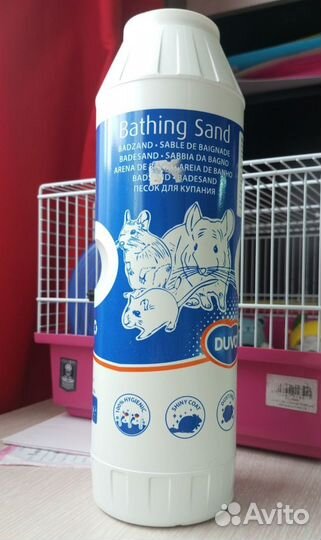 Bathing Sand
BADZAND • SABLE DE BAIGNADE
BADESAND • SABBIA DA BAGNO
ARENA DE AREIA DE BANHO
BADSAND • BADESAND
ПЕСОК ДЛЯ КУПАНИЯ
DUVO
100% HYGIENIC
SHINY COAT
Avito